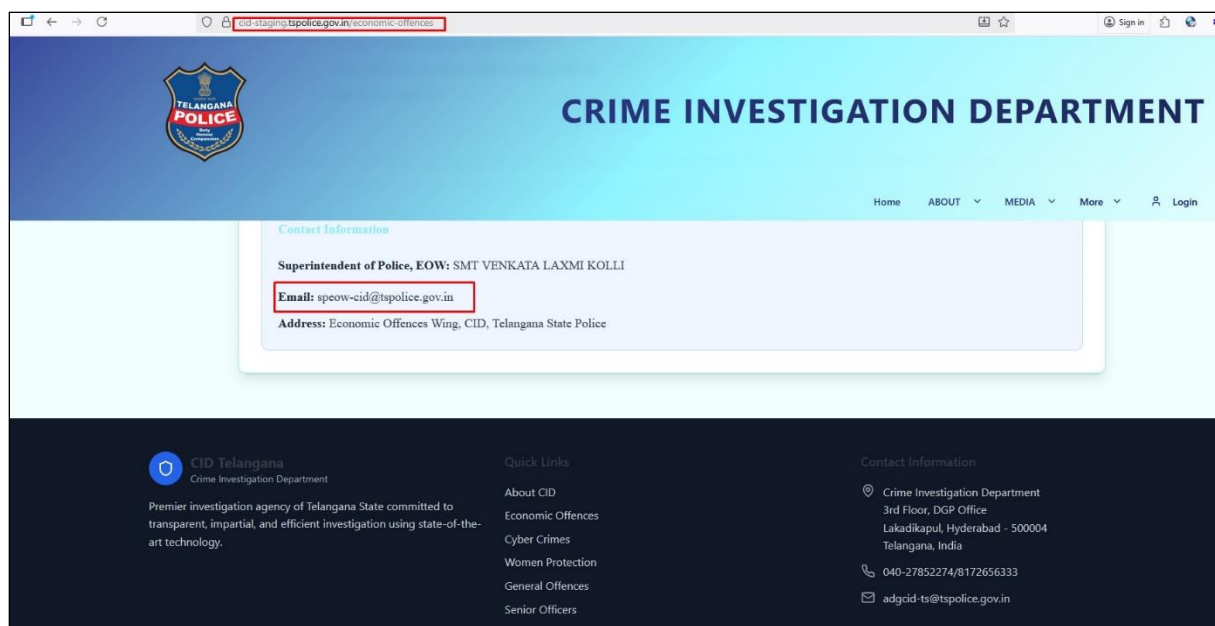 cid-staging.tspolice.gov.in/economic-offences
Sign in
TELANGANA
POLICE
Duty
Honour
Compassion
CRIME INVESTIGATION DEPARTMENT
Home ABOUT MEDIA More Login
Contact Information
Superintendent of Police, EOW: SMT VENKATA LAXMI KOLLI
Email: speow-cid@tspolice.gov.in
Address: Economic Offences Wing, CID, Telangana State Police
CID Telangana
Crime Investigation Department
Premier investigation agency of Telangana State committed to
transparent, impartial, and efficient investigation using state-of-the-
art technology.
Quick Links
About CID
Economic Offences
Cyber Crimes
Women Protection
General Offences
Senior Officers
Contact Information
Crime Investigation Department
3rd Floor, DGP Office
Lakadikapul, Hyderabad - 500004
Telangana, India
040-27852274/8172656333
adgcid-ts@tspolice.gov.in